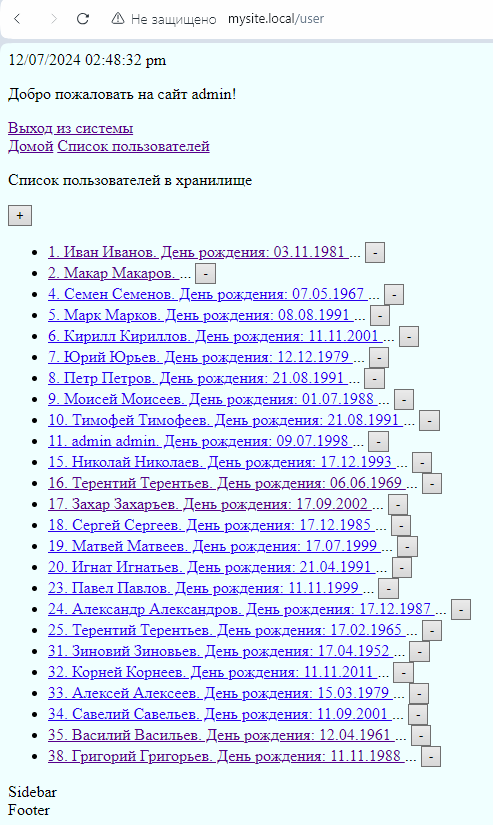 Не защищено mysite.local/user
12/07/2024 02:48:32 pm
Добро пожаловать на сайт admin!
Выход из системы
Домой Список пользователей
Список пользователей в хранилище
+
1. Иван Иванов. День рождения: 03.11.1981 ... -
2. Макар Макаров. ... -
4. Семен Семенов. День рождения: 07.05.1967 ... -
5. Марк Марков. День рождения: 08.08.1991 ... -
6. Кирилл Кириллов. День рождения: 11.11.2001 ... -
7. Юрий Юрьев. День рождения: 12.12.1979 ... -
8. Петр Петров. День рождения: 21.08.1991 ... -
9. Моисей Моисеев. День рождения: 01.07.1988 ... -
10. Тимофей Тимофеев. День рождения: 21.08.1991 ... -
11. admin admin. День рождения: 09.07.1998 ... -
15. Николай Николаев. День рождения: 17.12.1993 ... -
16. Терентий Терентьев. День рождения: 06.06.1969 ... -
17. Захар Захаръев. День рождения: 17.09.2002 ... -
18. Сергей Сергеев. День рождения: 17.12.1985 ... -
19. Матвей Матвеев. День рождения: 17.07.1999 ... -
20. Игнат Игнатьев. День рождения: 21.04.1991 ... -
23. Павел Павлов. День рождения: 11.11.1999 ... -
24. Александр Александров. День рождения: 17.12.1987 ... -
25. Терентий Терентьев. День рождения: 17.02.1965 ... -
31. Зиновий Зиновьев. День рождения: 17.04.1952 ... -
32. Корней Корнеев. День рождения: 11.11.2011 ... -
33. Алексей Алексеев. День рождения: 15.03.1979 ... -
34. Савелий Савельев. День рождения: 11.09.2001 ... -
35. Василий Васильев. День рождения: 12.04.1961 ... -
38. Григорий Григорьев. День рождения: 11.11.1988 ... -
Sidebar
Footer